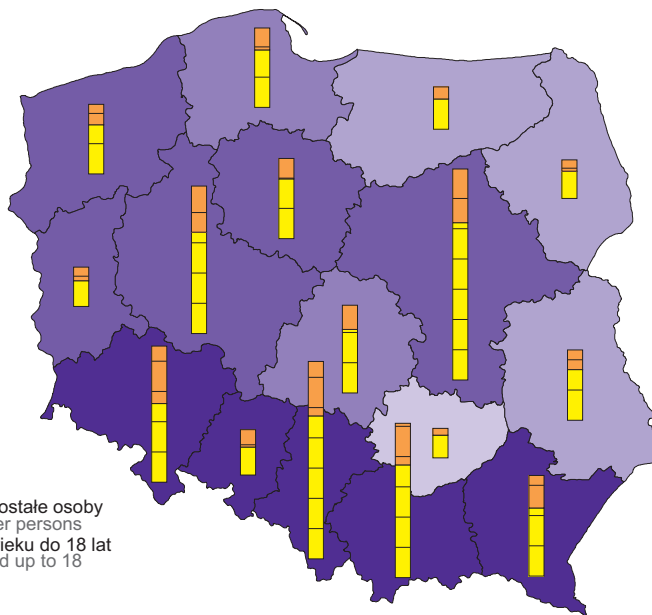 ostałe osoby
er persons
ieku do 18 lat
d up to 18